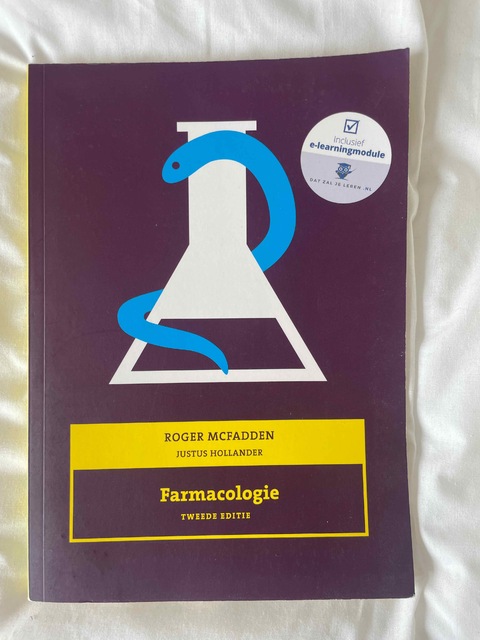 Inclusief
e-learningmodule
DAT ZAL JE LEREN .NL
ROGER MCFADDEN
JUSTUS HOLLANDER
Farmacologie
TWEEDE EDITIE